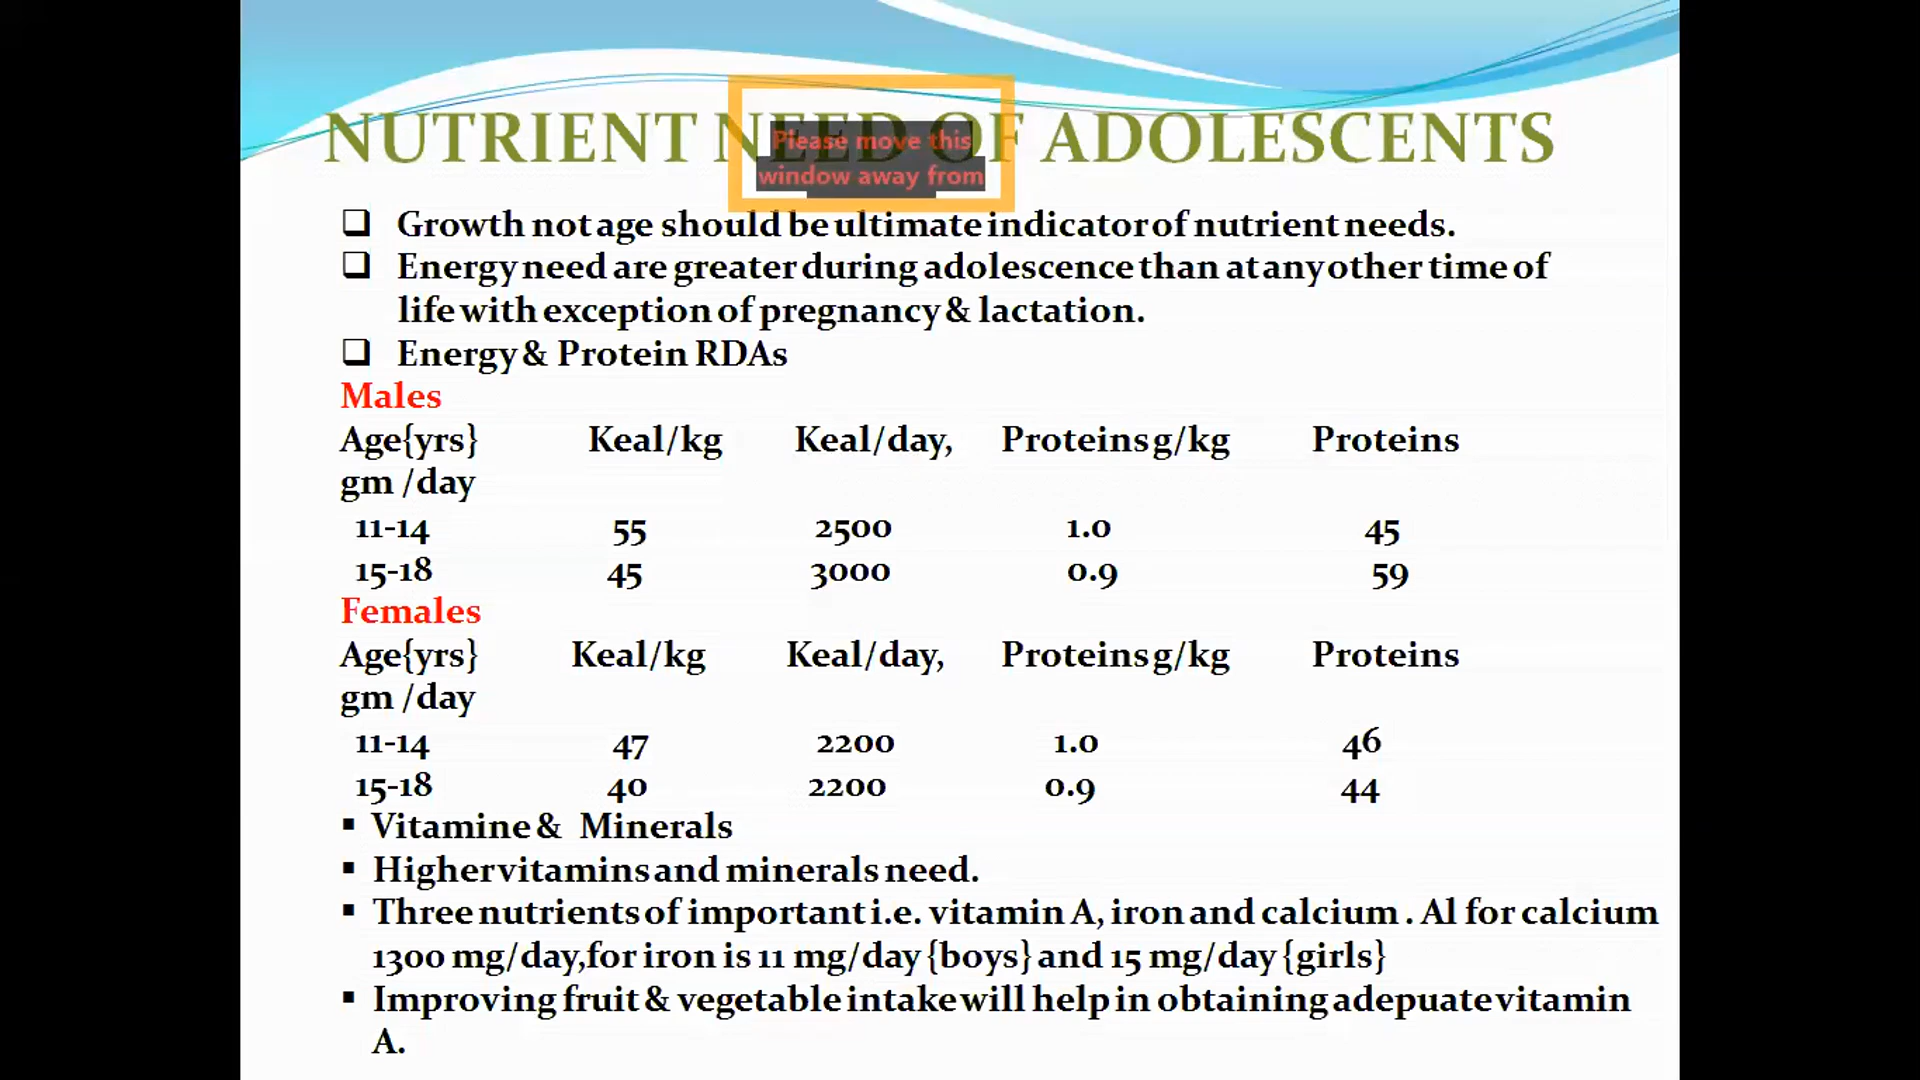 NUTRIENT NEED OF ADOLESCENTS
Please move this
window away from
❑ Growth not age should be ultimate indicator of nutrient needs.
❑ Energy need are greater during adolescence than at any other time of
life with exception of pregnancy & lactation.
❑ Energy & Protein RDAs
Males
Age{yrs} Keal/kg Keal/day, Proteins g/kg Proteins
gm /day
11-14 55 2500 1.0 45
15-18 45 3000 0.9 59
Females
Age{yrs} Keal/kg Keal/day, Proteins g/kg Proteins
gm /day
11-14 47 2200 1.0 46
15-18 40 2200 0.9 44
▪ Vitamine & Minerals
▪ Higher vitamins and minerals need.
▪ Three nutrients of important i.e. vitamin A, iron and calcium . Al for calcium
1300 mg/day,for iron is 11 mg/day {boys} and 15 mg/day {girls}
▪ Improving fruit & vegetable intake will help in obtaining adepuate vitamin
A.